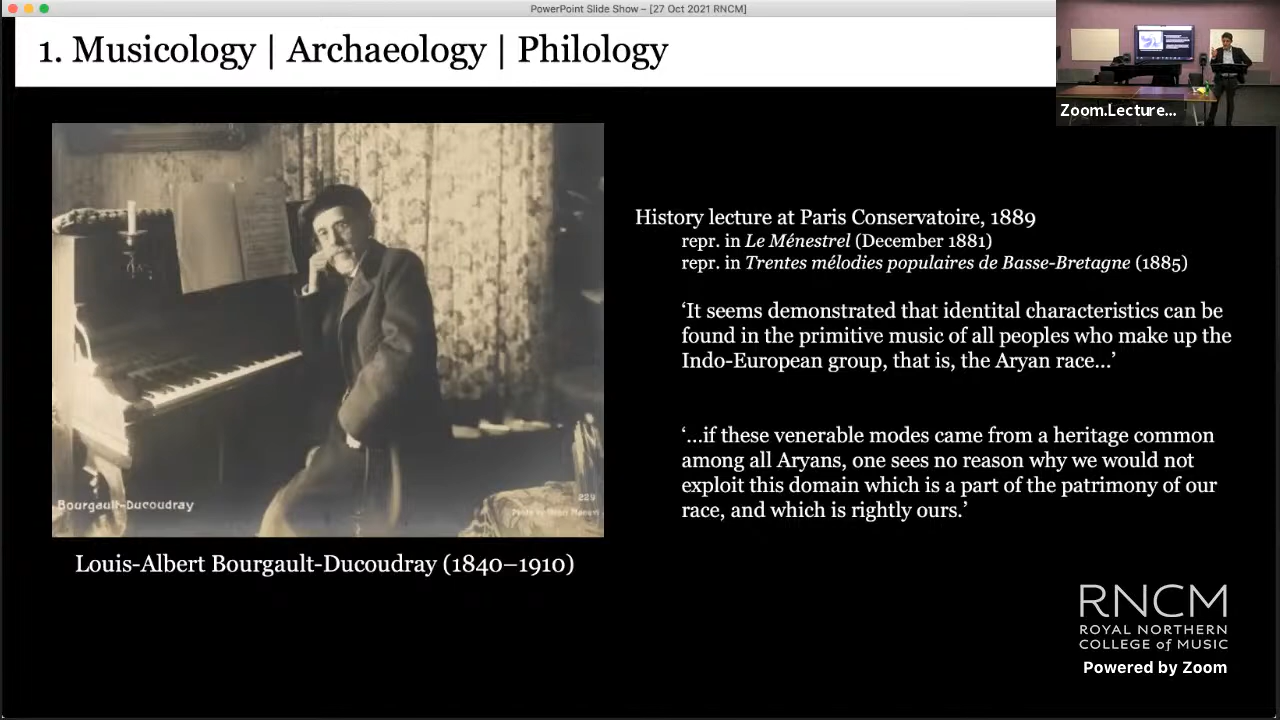 PowerPoint Slide Show – [27 Oct 2021 RNCM]
1. Musicology | Archaeology | Philology
Zoom.Lecture...
History lecture at Paris Conservatoire, 1889
repr. in Le Ménestrel (December 1881)
repr. in Trentes mélodies populaires de Basse-Bretagne (1885)
‘It seems demonstrated that identital characteristics can be
found in the primitive music of all peoples who make up the
Indo-European group, that is, the Aryan race...’
‘...if these venerable modes came from a heritage common
among all Aryans, one sees no reason why we would not
exploit this domain which is a part of the patrimony of our
race, and which is rightly ours.’
Bourgault-Ducoudray
229
Louis-Albert Bourgault-Ducoudray (1840–1910)
RNCM
ROYAL NORTHERN
COLLEGE of MUSIC
Powered by Zoom